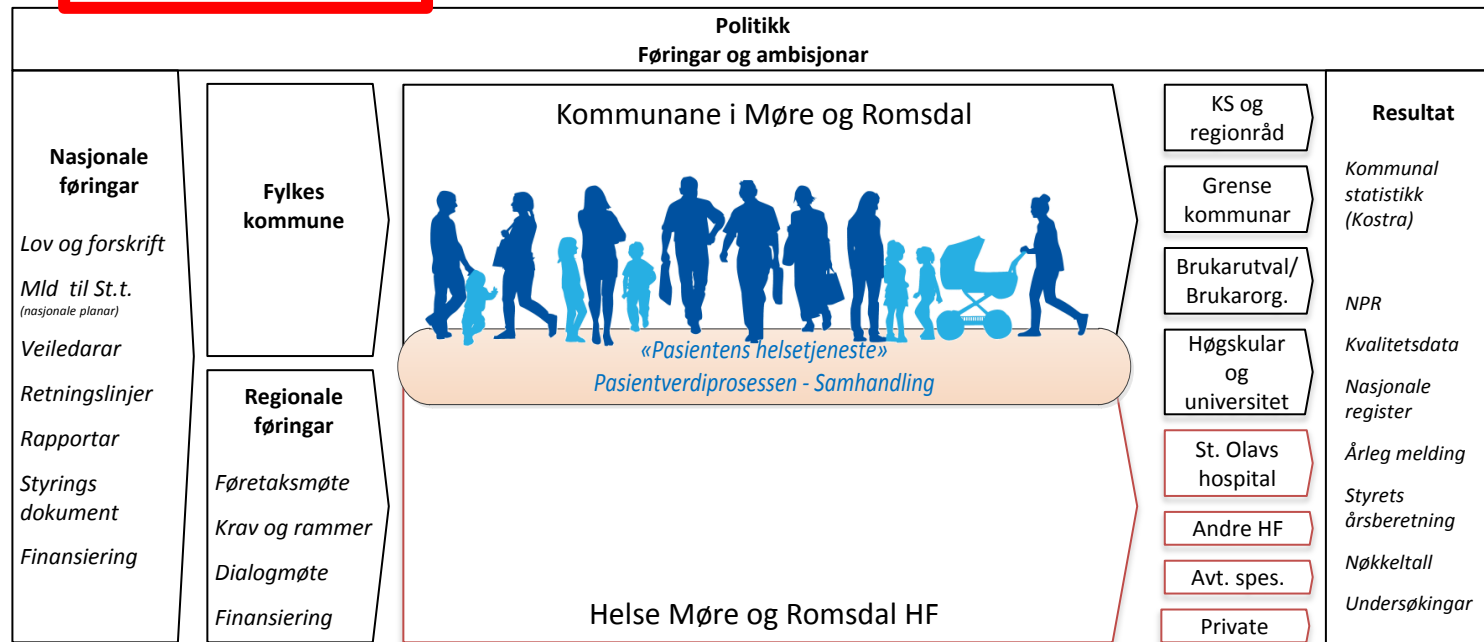 Politikk
Føringar og ambisjonar
Nasjonale
føringar
Lov og forskrift
Mld til St.t.
(nasjonale planar)
Veiledarar
Retningslinjer
Rapportar
Styrings
dokument
Finansiering
Fylkes
kommune
Regionale
føringar
Føretaksmøte
Krav og rammer
Dialogmøte
Finansiering
Kommunane i Møre og Romsdal
«Pasientens helsetjeneste»
Pasientverdiprosessen - Samhandling
Helse Møre og Romsdal HF
KS og
regionråd
Grense
kommunar
Brukarutval/
Brukarorg.
Høgskular
og
universitet
St. Olavs
hospital
Andre HF
Avt. spes.
Private
Resultat
Kommunal
statistikk
(Kostra)
NPR
Kvalitetsdata
Nasjonale
register
Årleg melding
Styrets
årsberetning
Nøkkeltall
Undersøkingar